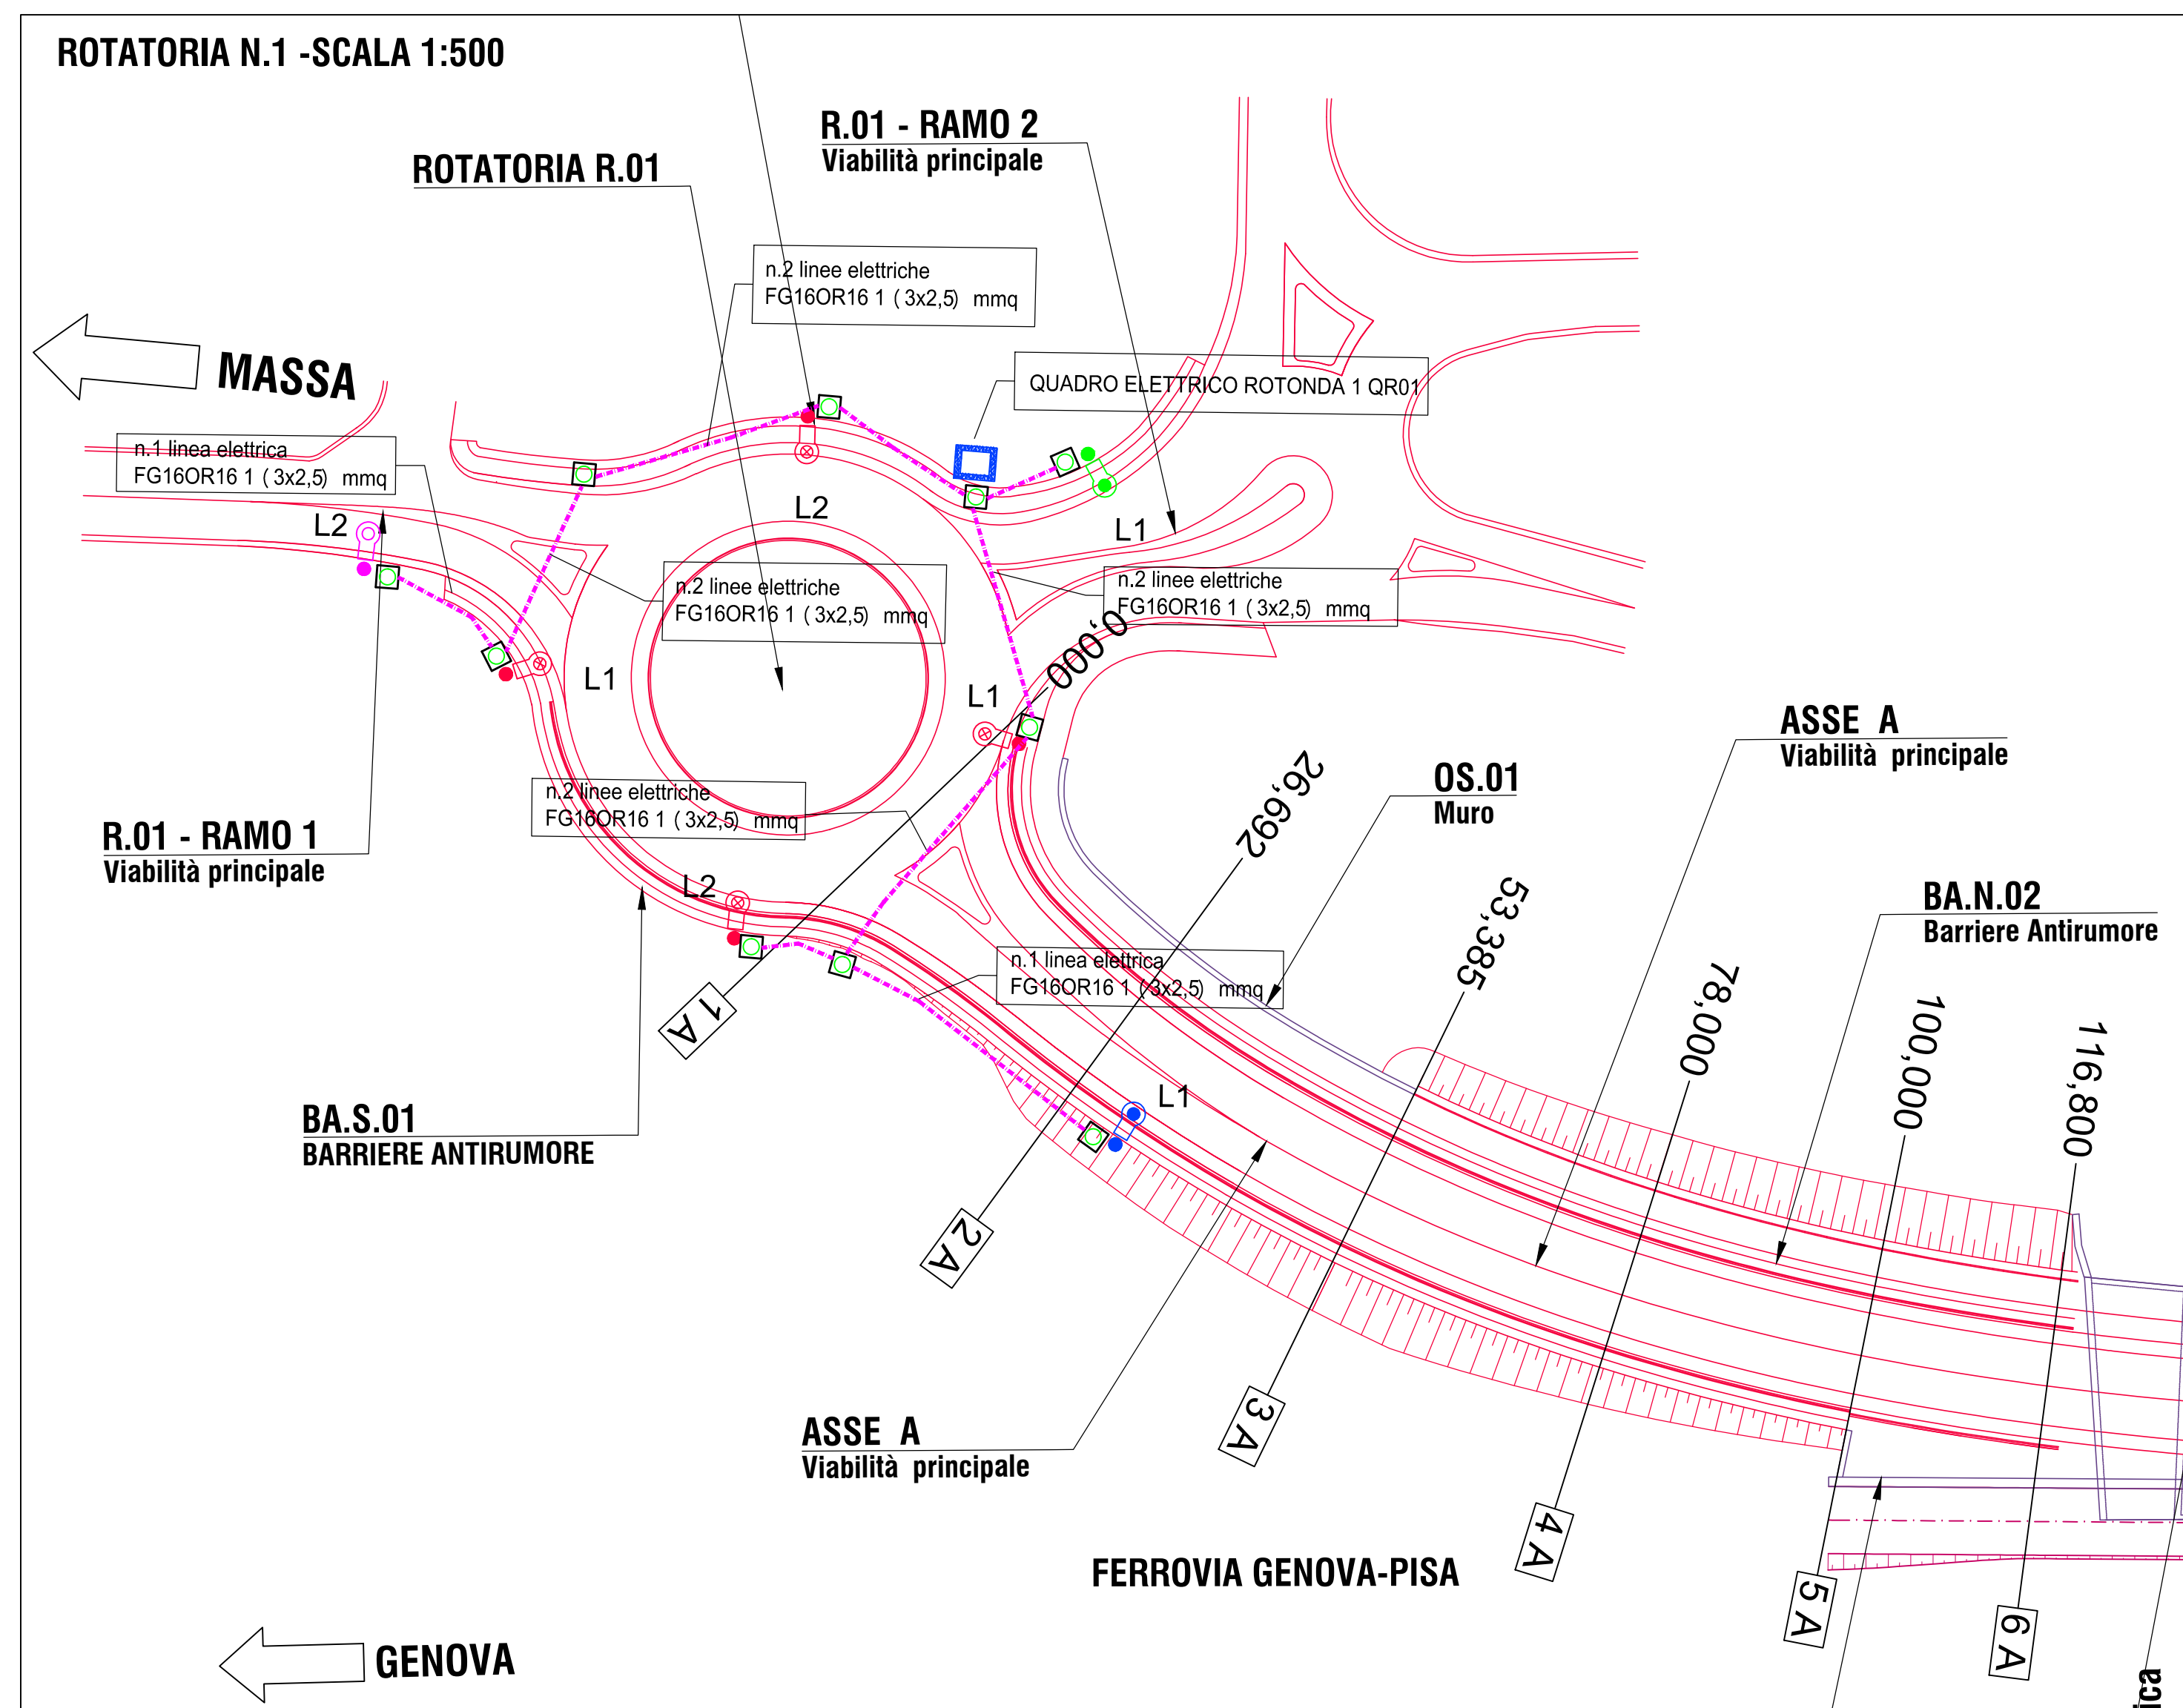 ROTATORIA N.1 -SCALA 1:500
R.01 - RAMO 2
Viabilità principale
ROTATORIA R.01
n.2 linee elettriche
FG16OR16 1 ( 3x2,5) mmq
MASSA
QUADRO ELETTRICO ROTONDA 1 QR01
n.1 linea elettrica
FG16OR16 1 ( 3x2,5) mmq
L2
L2
L1
n.2 linee elettriche
FG16OR16 1 ( 3x2,5) mmq
n.2 linee elettriche
FG16OR16 1 ( 3x2,5) mmq
0,000
L1
L1
ASSE A
Viabilità principale
26,692
OS.01
Muro
n.2 linee elettriche
FG16OR16 1 ( 3x2,5) mmq
R.01 - RAMO 1
Viabilità principale
L2
53,385
BA.N.02
Barriere Antirumore
n.1 linea elettrica
FG16OR16 1 ( 3x2,5) mmq
78,000
100,000
116,800
1 A
L1
BA.S.01
BARRIERE ANTIRUMORE
2 A
3 A
ASSE A
Viabilità principale
4 A
FERROVIA GENOVA-PISA
5 A
6 A
GENOVA